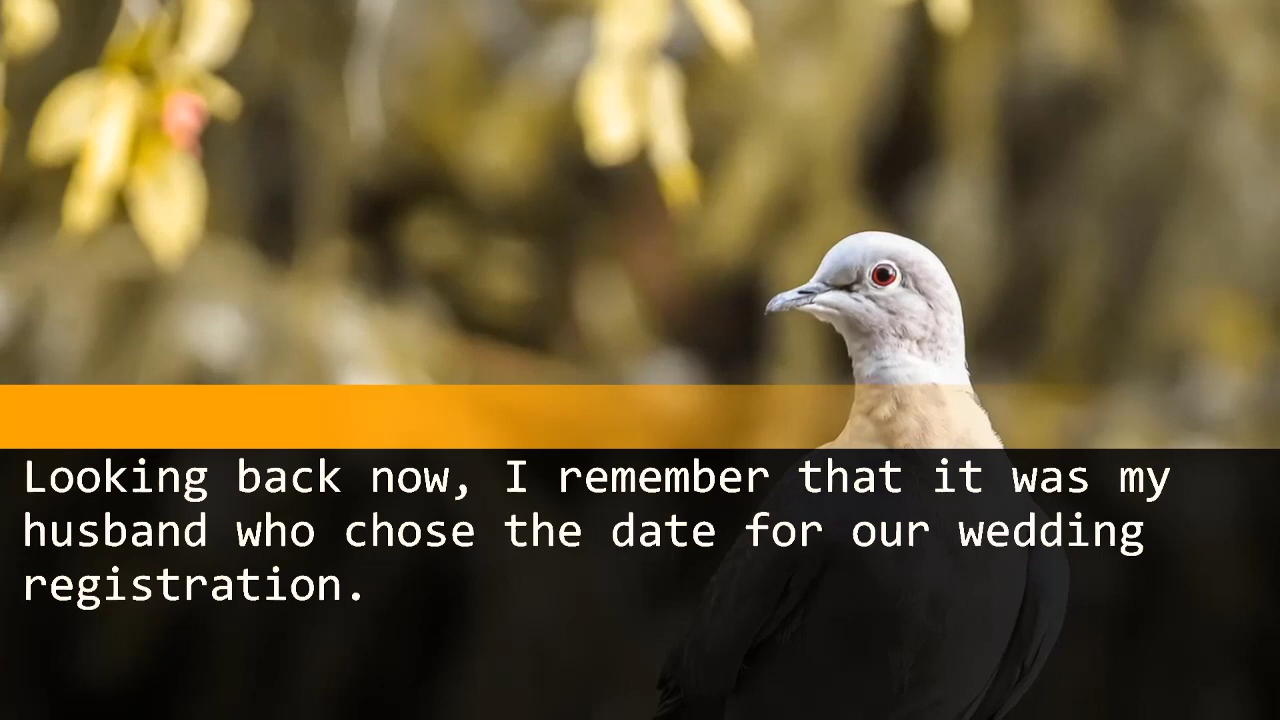 Looking back now, I remember that it was my
husband who chose the date for our wedding
registration.